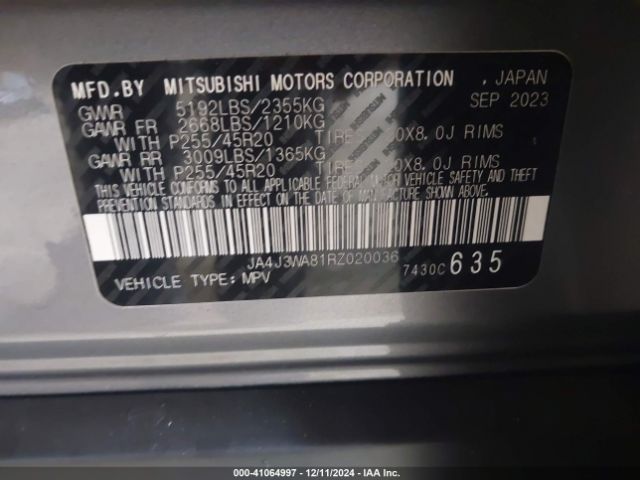 MFD.BY MITSUBISHI MOTORS CORPORATION , JAPAN
GVWR 5192LBS/2355KG SEP 2023
GAWR FR 2668LBS/1210KG
WITH P255/45R20 TIRE 0X8.0J RIMS
GAWR RR 3009LBS/1365KG
WITH P255/45R20 TIRE 0X8.0J RIMS
THIS VEHICLE CONFORMS TO ALL APPLICABLE FEDERAL MOTOR VEHICLE SAFETY AND THEFT
PREVENTION STANDARDS IN EFFECT ON THE DATE OF MANUFACTURE SHOWN ABOVE.
JA4J3WA81RZ020036
VEHICLE TYPE: MPV 7430C 635
000-41064997 - 12/11/2024 - IAA Inc.